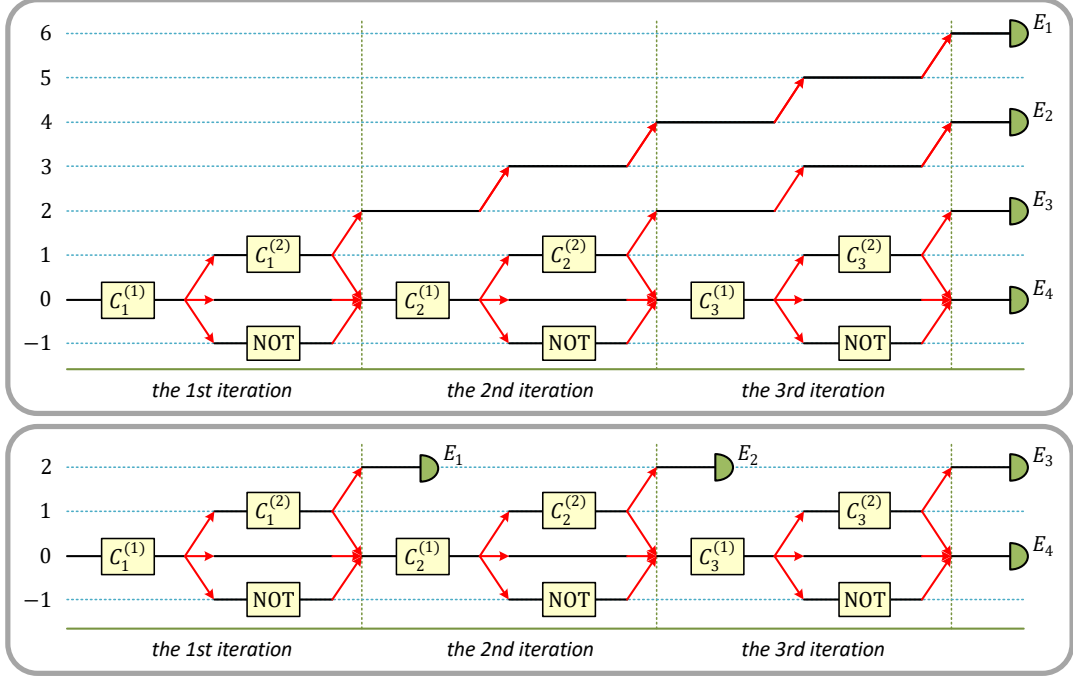 6
E₁
5
4
E₂
3
2
E₃
1 C₁⁽²⁾ C₂⁽²⁾ C₃⁽²⁾
0 C₁⁽¹⁾ C₂⁽¹⁾ C₃⁽¹⁾ E₄
−1 NOT NOT NOT
the 1st iteration the 2nd iteration the 3rd iteration
2 E₁ E₂ E₃
1 C₁⁽²⁾ C₂⁽²⁾ C₃⁽²⁾
0 C₁⁽¹⁾ C₂⁽¹⁾ C₃⁽¹⁾ E₄
−1 NOT NOT NOT
the 1st iteration the 2nd iteration the 3rd iteration